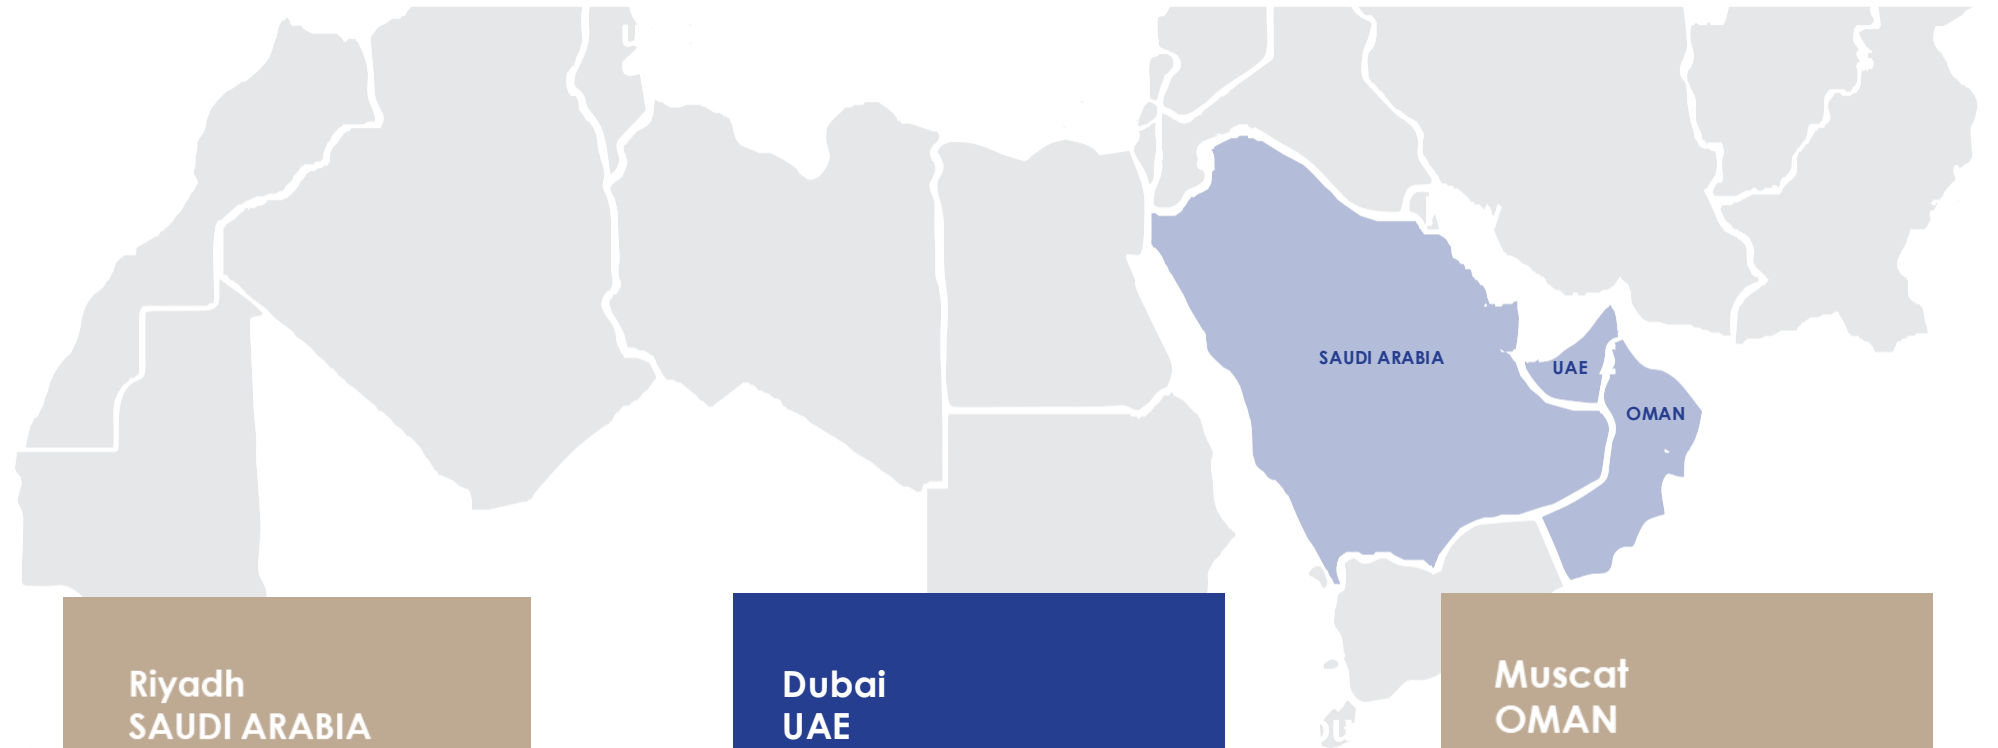 SAUDI ARABIA
UAE
OMAN
Riyadh
SAUDI ARABIA
Dubai
UAE
Muscat
OMAN